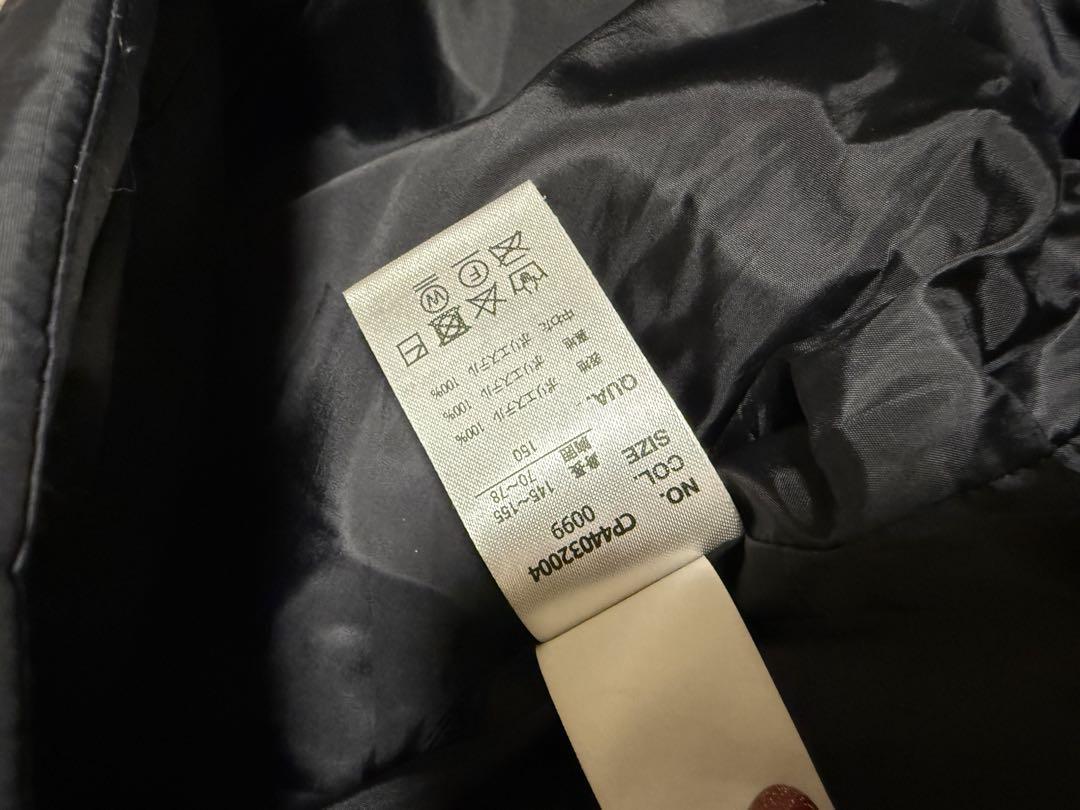 NO. CP44032004
COL. 0099
SIZE 身長 145~155
胸囲 70~78
150
QUA...
表地 ポリエステル 100%
裏地 ポリエステル 100%
中わた ポリエステル 100%
F
W